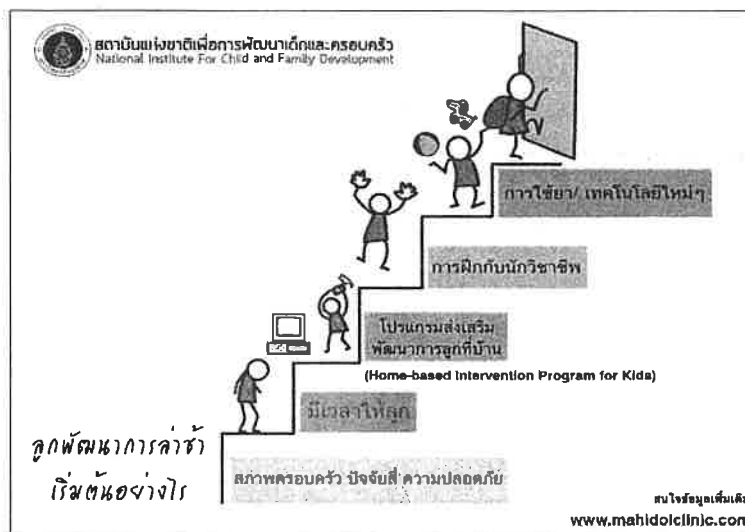 สถาบันแห่งชาติเพื่อการพัฒนาเด็กและครอบครัว
National Institute For Child and Family Development
การใช้ยา/ เทคโนโลยีใหม่ๆ
การฝึกกับนักวิชาชีพ
โปรแกรมส่งเสริม
พัฒนาการลูกที่บ้าน
(Home-based Intervention Program for Kids)
มีเวลาให้ลูก
ลูกพัฒนาการล่าช้า
เริ่มต้นอย่างไร
สภาพครอบครัว ปัจจัยสี่ ความปลอดภัย
สนใจข้อมูลเพิ่มเติม
www.mahidolclinic.com